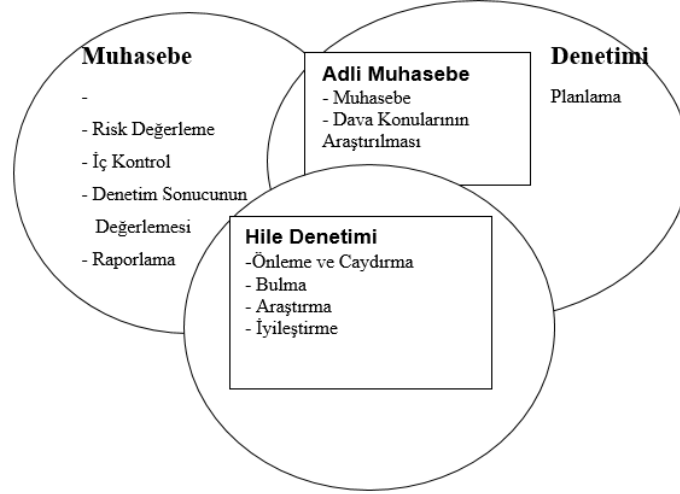 Muhasebe
-
- Risk Değerleme
- İç Kontrol
- Denetim Sonucunun
Değerlemesi
- Raporlama
Adli Muhasebe
- Muhasebe
- Dava Konularının
Araştırılması
Denetimi
Planlama
Hile Denetimi
-Önleme ve Caydırma
- Bulma
- Araştırma
- İyileştirme